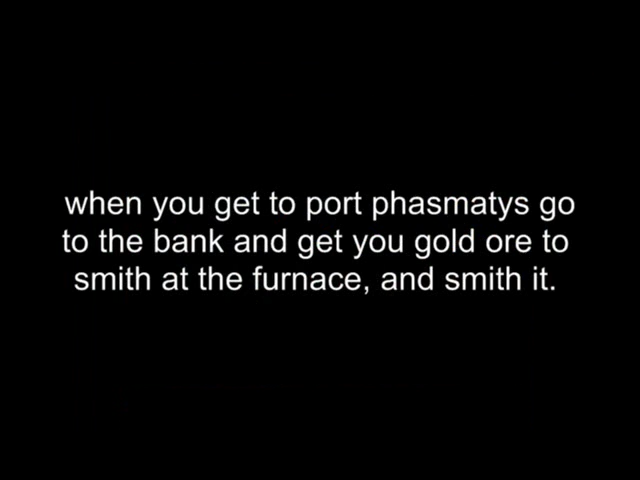 when you get to port phasmatys go
to the bank and get you gold ore to
smith at the furnace, and smith it.